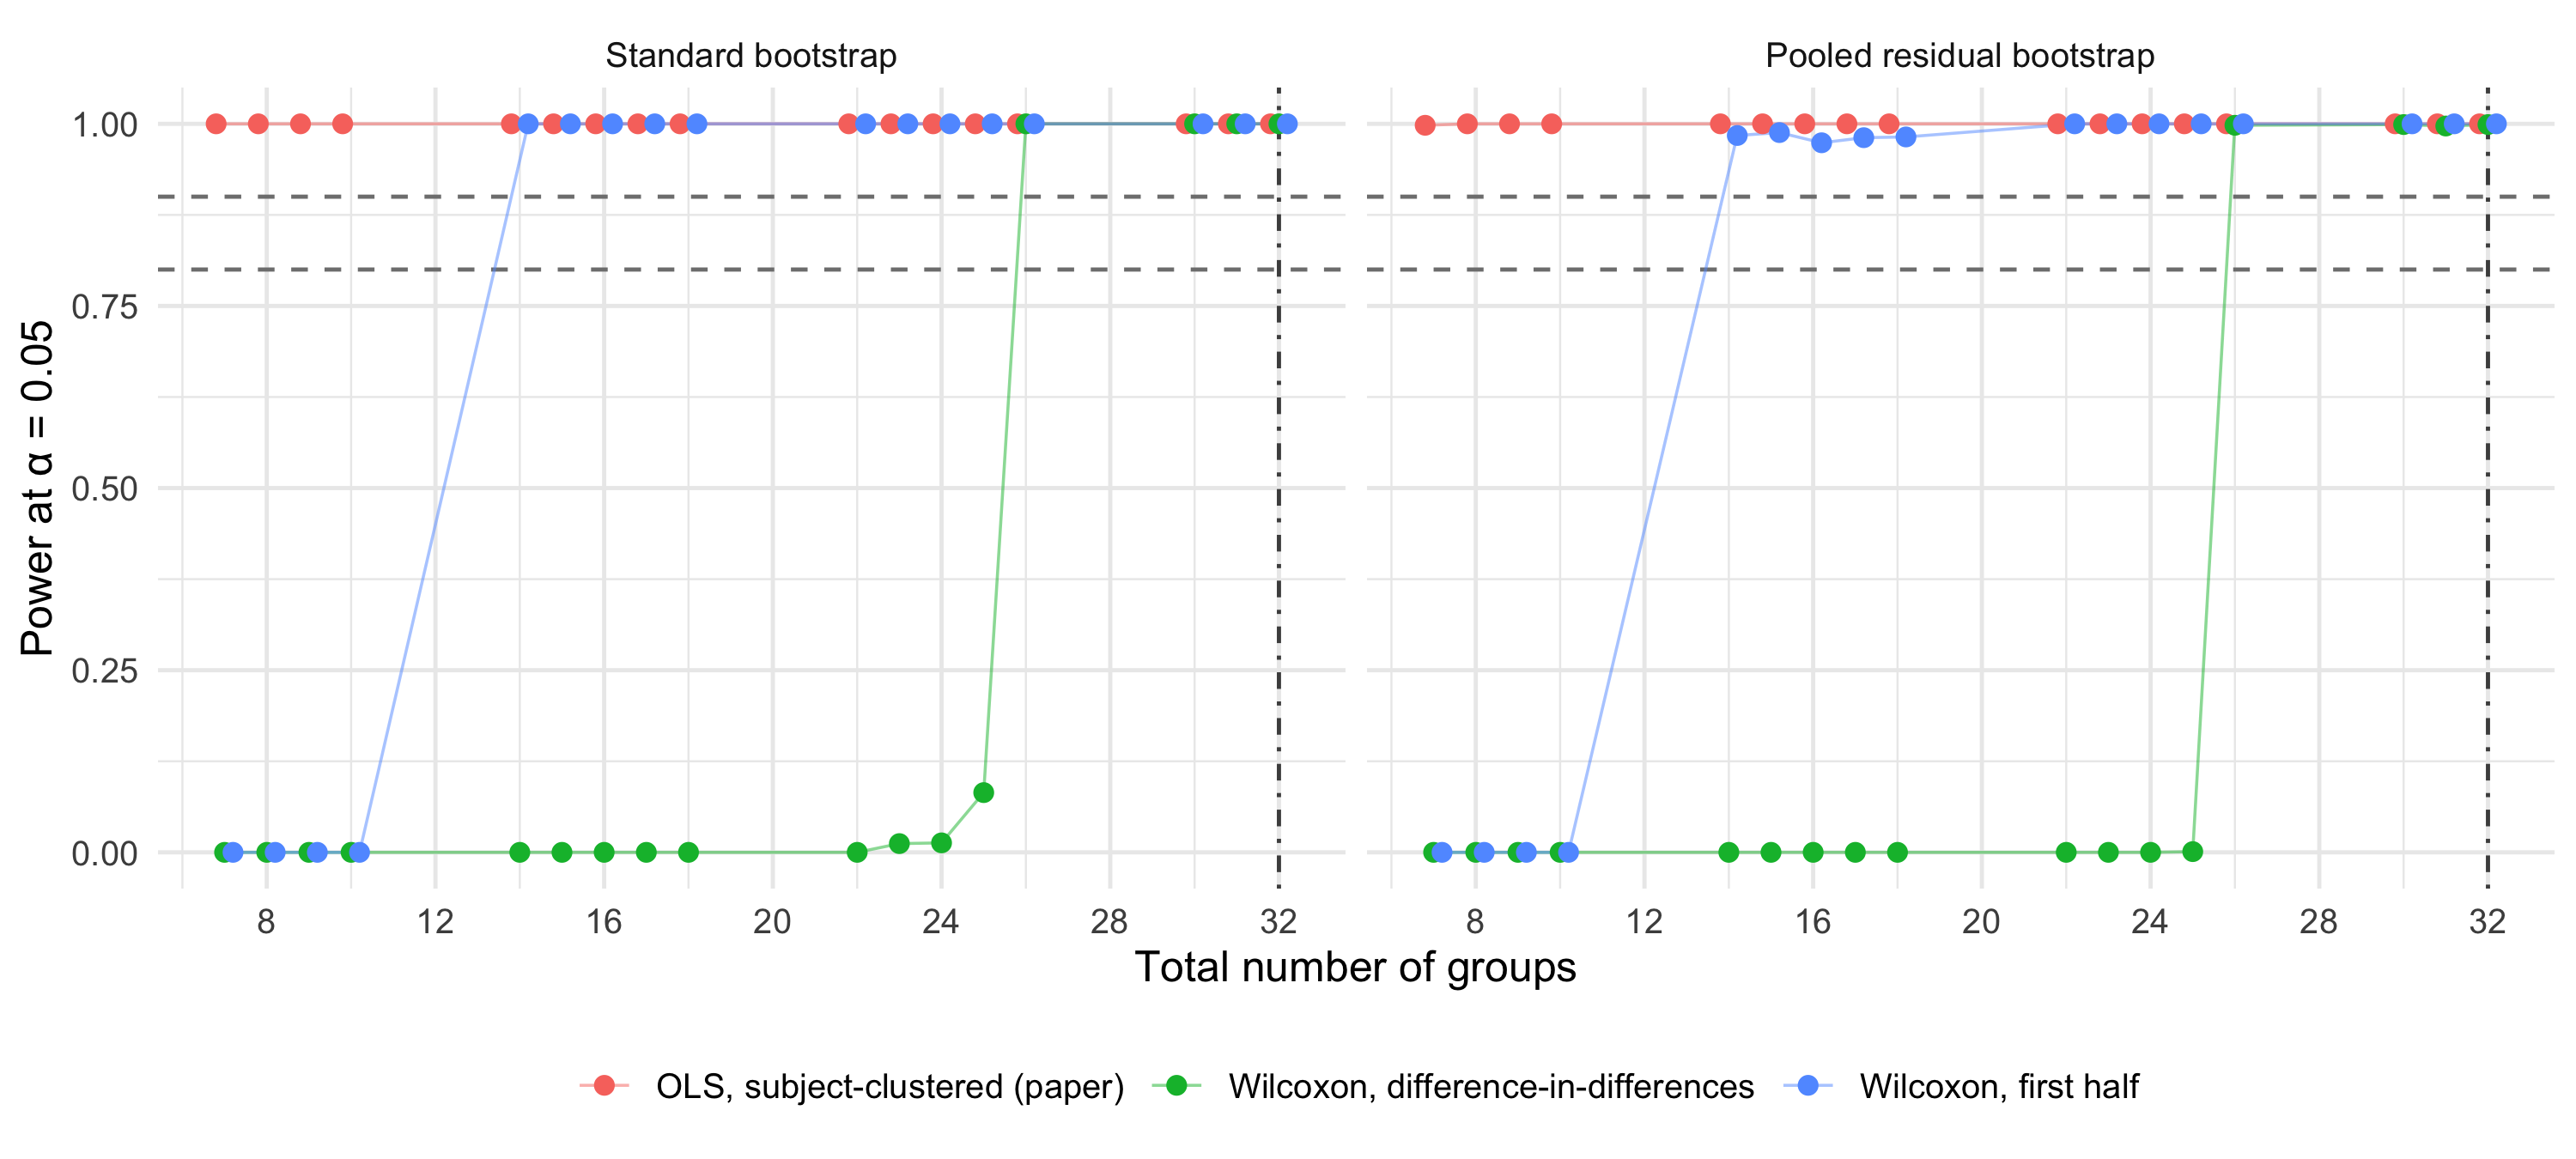 Standard bootstrap
Pooled residual bootstrap
Power at α = 0.05
1.00
0.75
0.50
0.25
0.00
8 12 16 20 24 28 32
8 12 16 20 24 28 32
Total number of groups
OLS, subject-clustered (paper)
Wilcoxon, difference-in-differences
Wilcoxon, first half